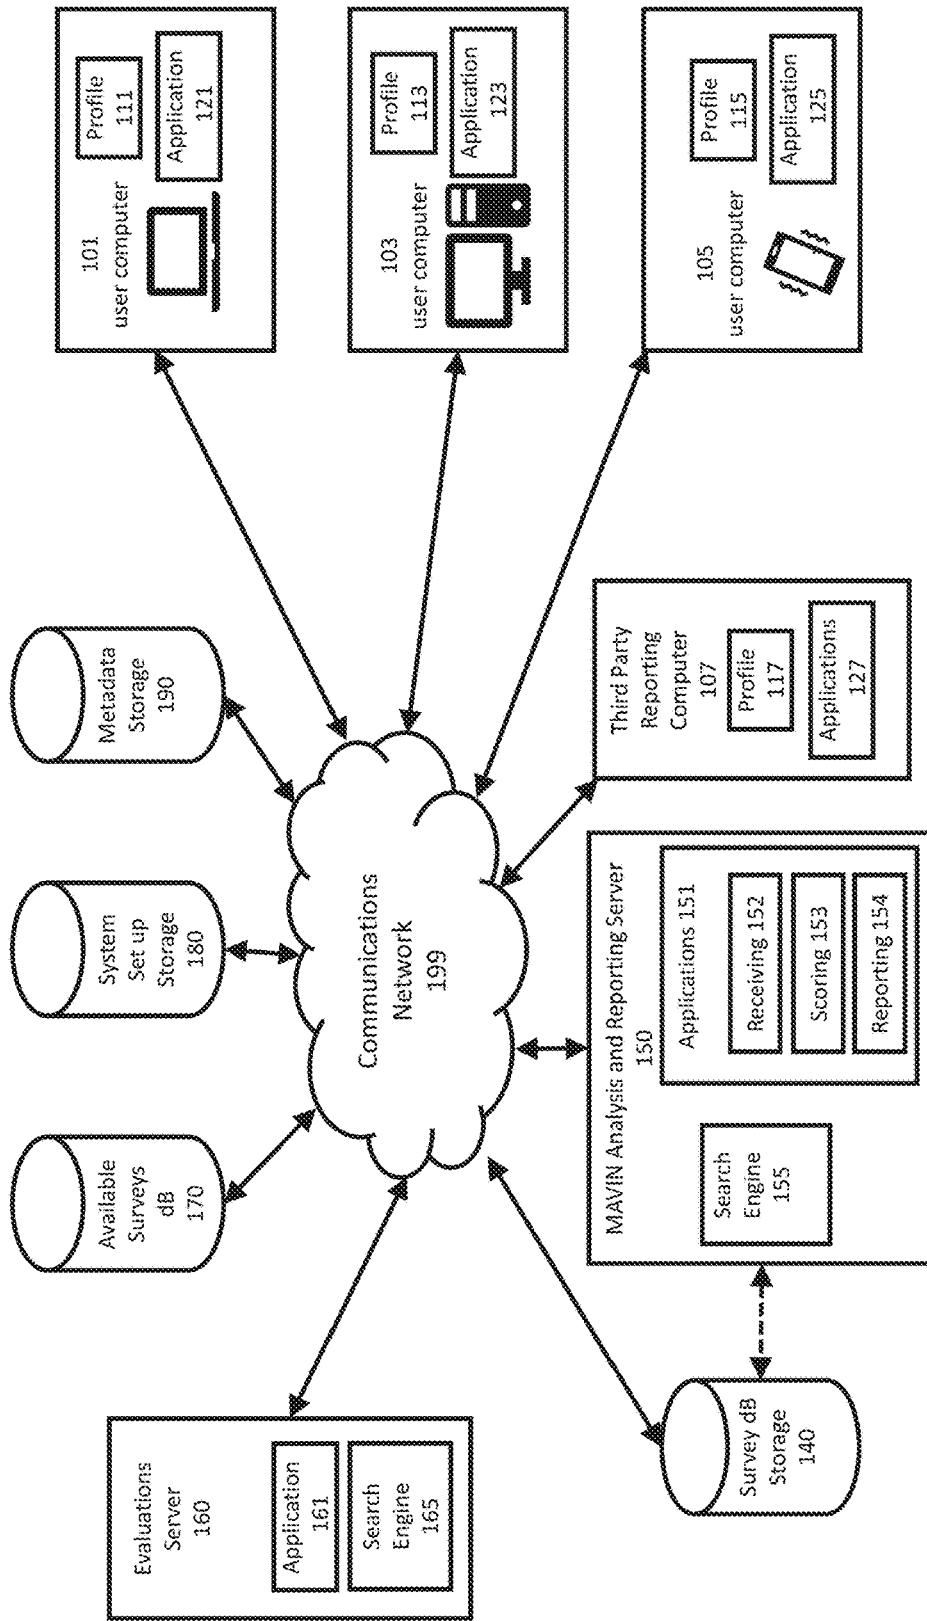 Evaluations
Server
160
Application
161
Search
Engine
165
Available
Surveys
dB
170
System
Set up
Storage
180
Metadata
Storage
190
101
user computer
Profile
111
Application
121
103
user computer
Profile
113
Application
123
105
user computer
Profile
115
Application
125
Communications
Network
199
Survey dB
Storage
140
MAVIN Analysis and Reporting Server
150
Search
Engine
155
Applications 151
Receiving 152
Scoring 153
Reporting 154
Third Party
Reporting
Computer
107
Profile
117
Applications
127